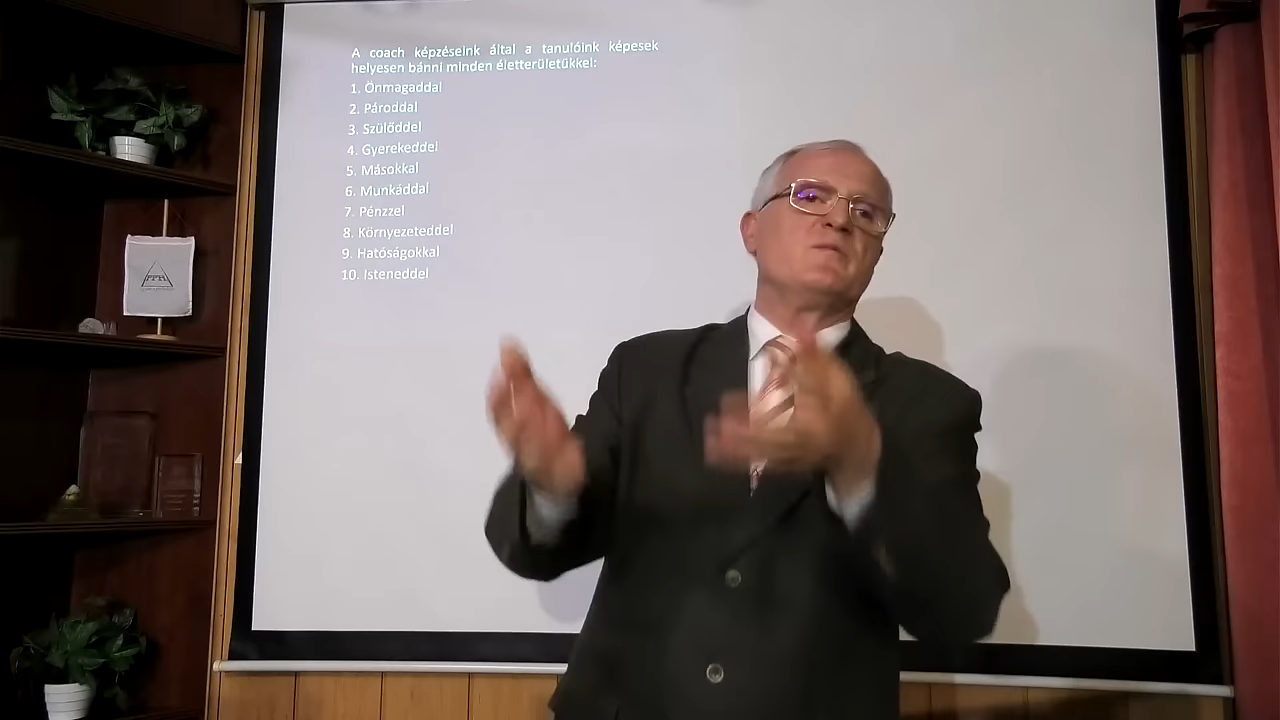 A coach képzéseink által a tanulóink képesek
helyesen bánni minden életterületükkel:
1. Önmagaddal
2. Pároddal
3. Szülőddel
4. Gyerekeddel
5. Másokkal
6. Munkáddal
7. Pénzzel
8. Környezeteddel
9. Hatóságokkal
10. Isteneddel